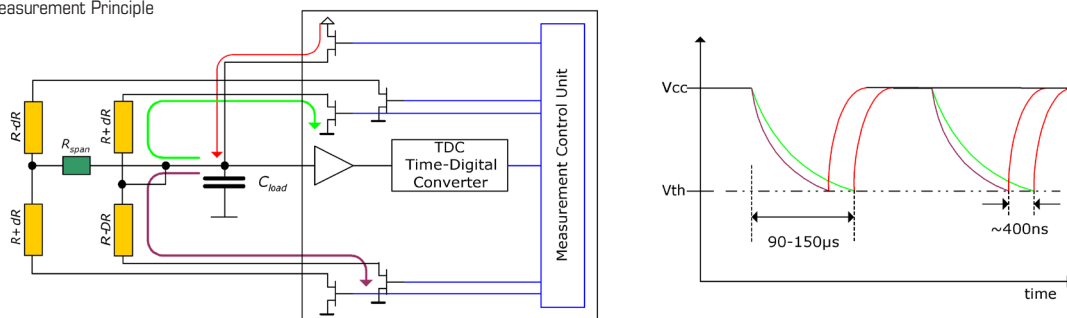 easurement Principle
R-dR
R+dR
Rspan
R+dR
R-DR
Cload
TDC
Time-Digital
Converter
Measurement Control Unit
Vcc
Vth
90-150µs
~400ns
time